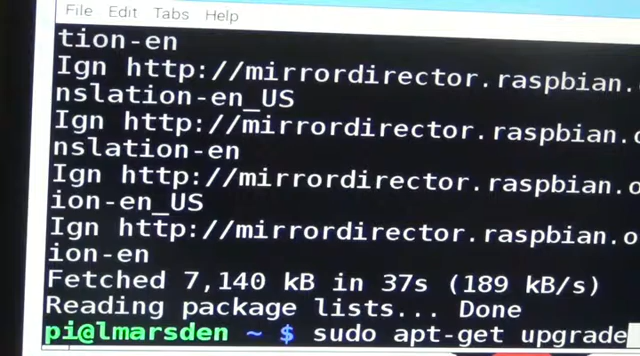 File Edit Tabs Help
tion-en
Ign http://mirrordirector.raspbian.
nslation-en_US
Ign http://mirrordirector.raspbian.o
nslation-en
Ign http://mirrordirector.raspbian.o
ion-en_US
Ign http://mirrordirector.raspbian.o
ion-en
Fetched 7,140 kB in 37s (189 kB/s)
Reading package lists... Done
pi@lmarsden ~ $ sudo apt-get upgrade